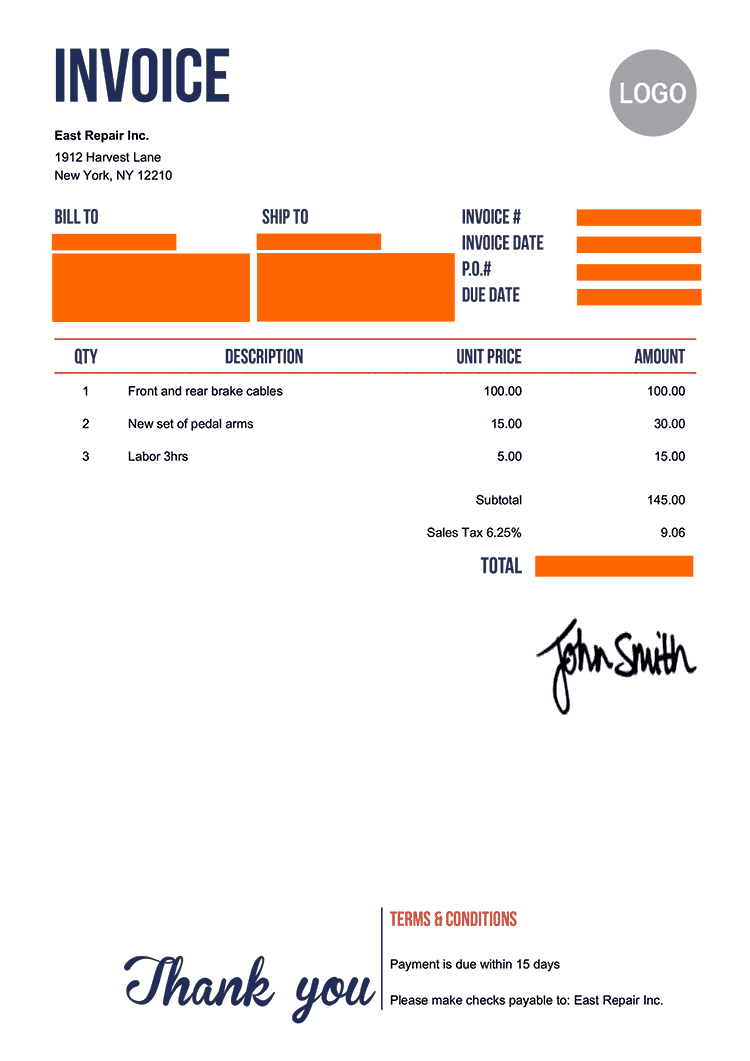 INVOICE
LOGO
East Repair Inc.
1912 Harvest Lane
New York, NY 12210
BILL TO
SHIP TO
INVOICE #
INVOICE DATE
P.O.#
DUE DATE
QTY DESCRIPTION UNIT PRICE AMOUNT
1 Front and rear brake cables 100.00 100.00
2 New set of pedal arms 15.00 30.00
3 Labor 3hrs 5.00 15.00
Subtotal 145.00
Sales Tax 6.25% 9.06
TOTAL
John Smith
Thank you
TERMS & CONDITIONS
Payment is due within 15 days
Please make checks payable to: East Repair Inc.